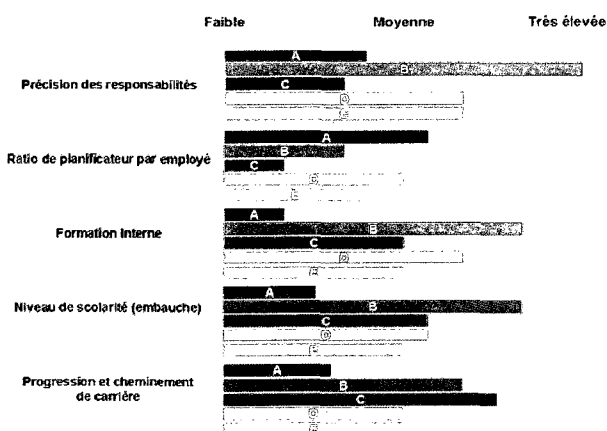 Faible Moyenne Très élevée
A
B
Précision des responsabilités
C
D
E
A
Ratio de planificateur par employé
B
C
D
E
A
Formation Interne
B
C
D
E
A
Niveau de scolarité (embauche)
B
C
D
E
A
Progression et cheminement
B
de carrière
C
D
E